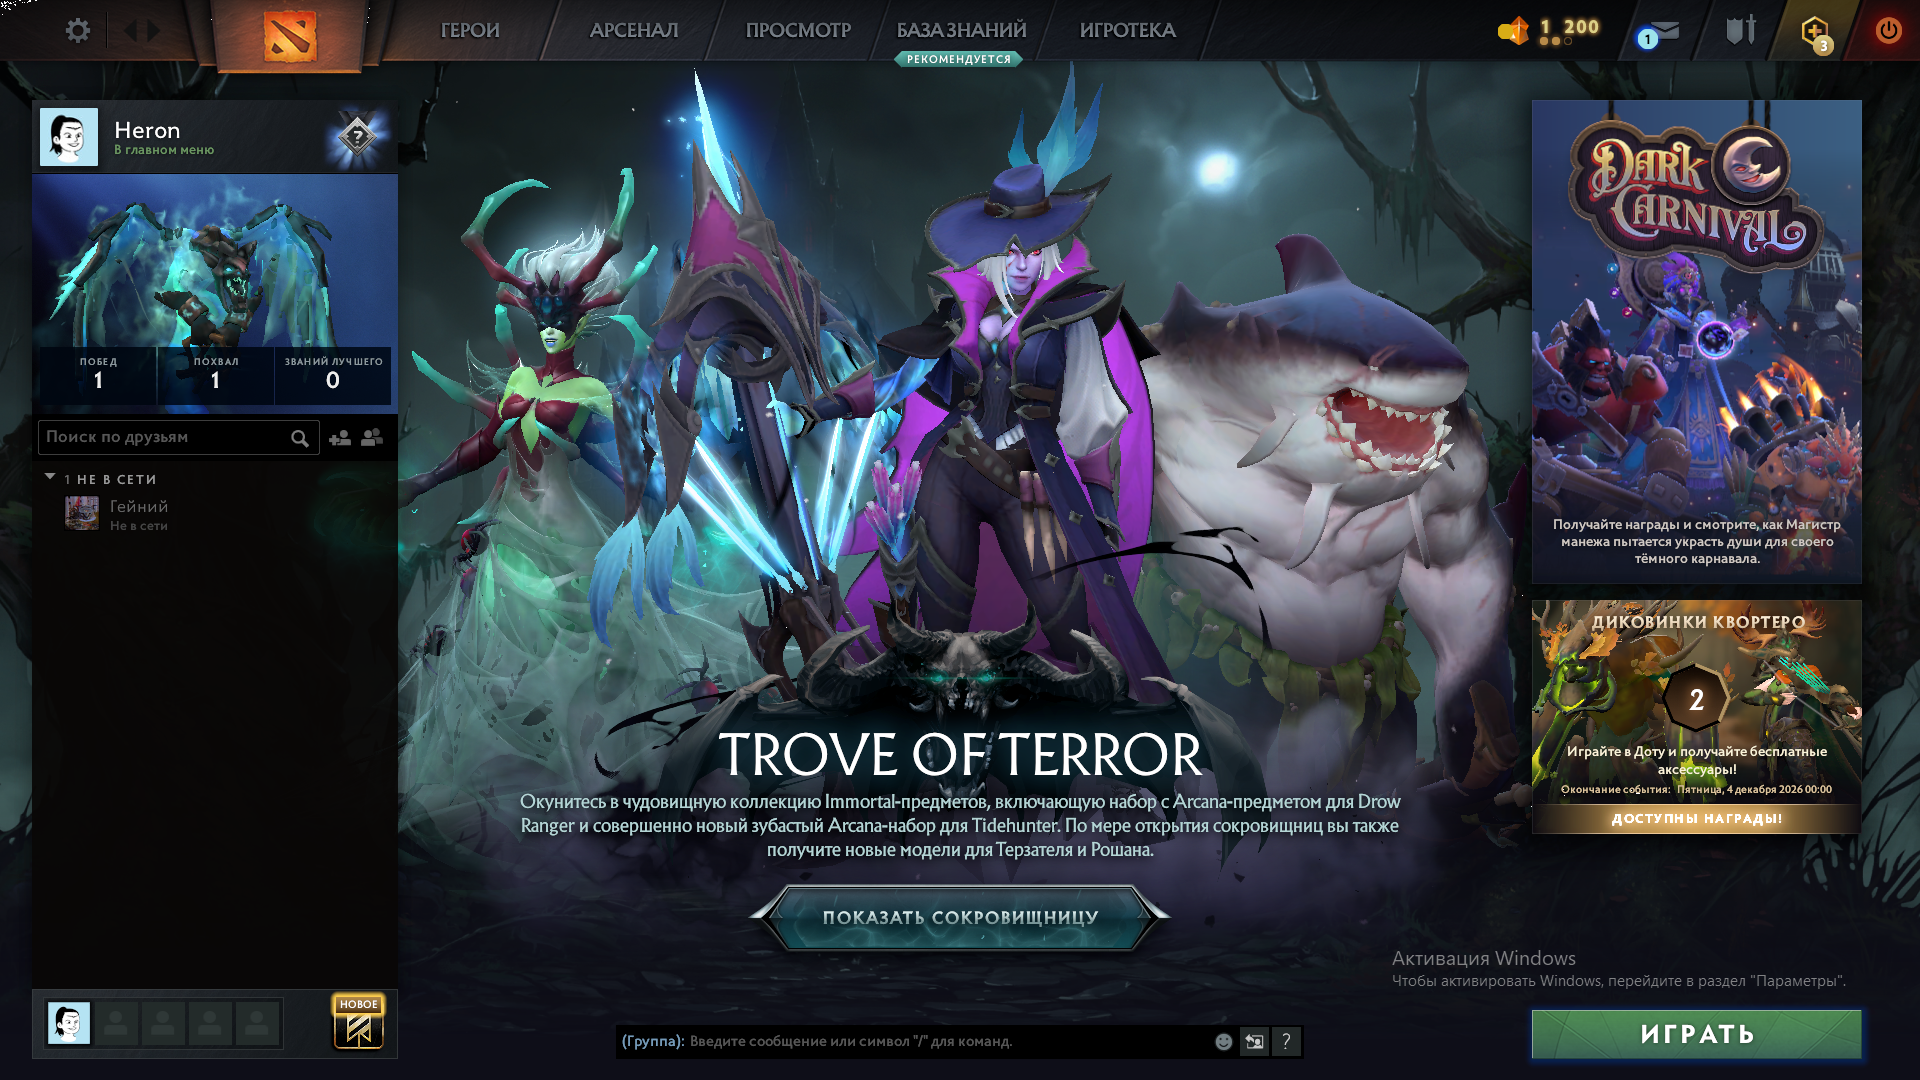 ГЕРОИ
АРСЕНАЛ
ПРОСМОТР
БАЗА ЗНАНИЙ
РЕКОМЕНДУЕТСЯ
ИГРОТЕКА
1 200
1
3
Heron
В главном меню
?
ПОБЕД
1
ПОХВАЛ
1
ЗВАНИЙ ЛУЧШЕГО
0
Поиск по друзьям
1 НЕ В СЕТИ
Гейний
Не в сети
DARK CARNIVAL
Получайте награды и смотрите, как Магистр
манежа пытается украсть души для своего
тёмного карнавала.
ДИКОВИНКИ КВОРТЕРО
2
Играйте в Доту и получайте бесплатные
аксессуары!
Окончание события: Пятница, 4 декабря 2026 00:00
ДОСТУПНЫ НАГРАДЫ!
TROVE OF TERROR
Окунитесь в чудовищную коллекцию Immortal-предметов, включающую набор с Arcana-предметом для Drow
Ranger и совершенно новый зубастый Arcana-набор для Tidehunter. По мере открытия сокровищниц вы также
получите новые модели для Терзателя и Рошана.
ПОКАЗАТЬ СОКРОВИЩНИЦУ
Активация Windows
Чтобы активировать Windows, перейдите в раздел "Параметры".
НОВОЕ
(Группа): Введите сообщение или символ "/" для команд.
?
ИГРАТЬ